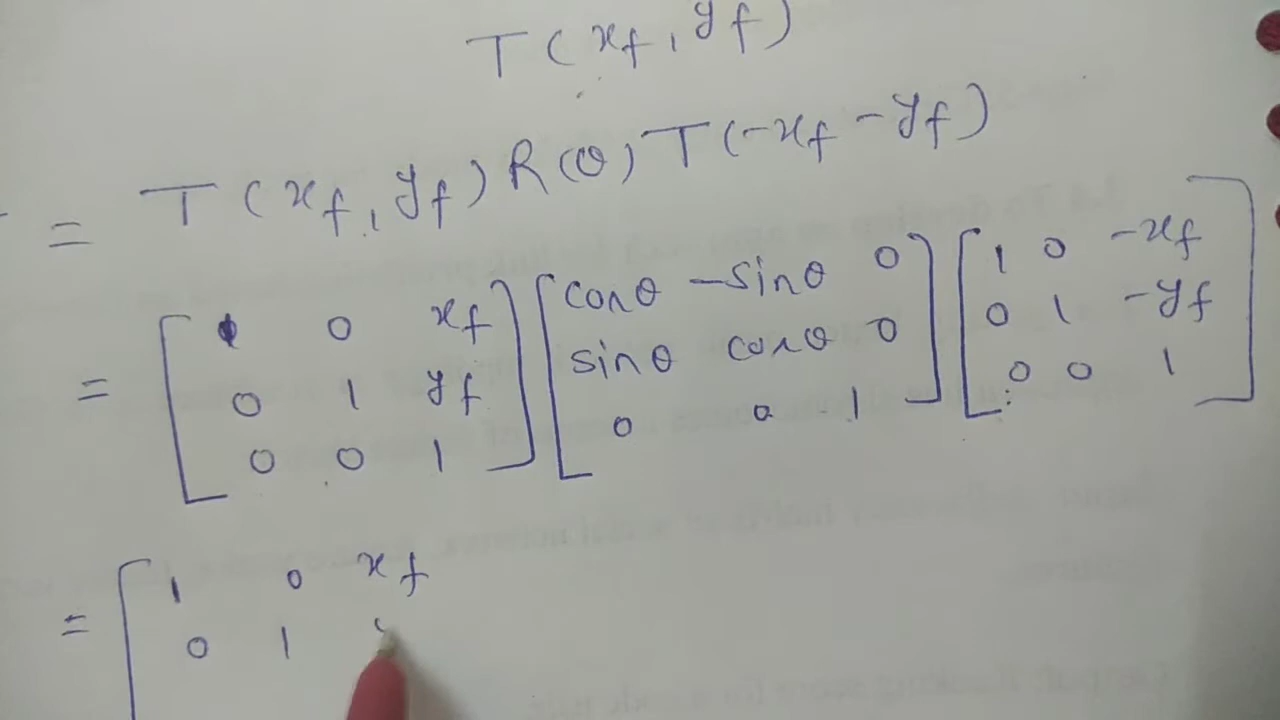 T(xf, yf)
= T(xf, yf) R(θ) T(-xf -yf)
= [1 0 xf] [cosθ -sinθ 0] [1 0 -xf]
[0 1 yf] [sinθ cosθ 0] [0 1 -yf]
[0 0 1] [0 0 1] [0 0 1]
= [1 0 xf
0 1